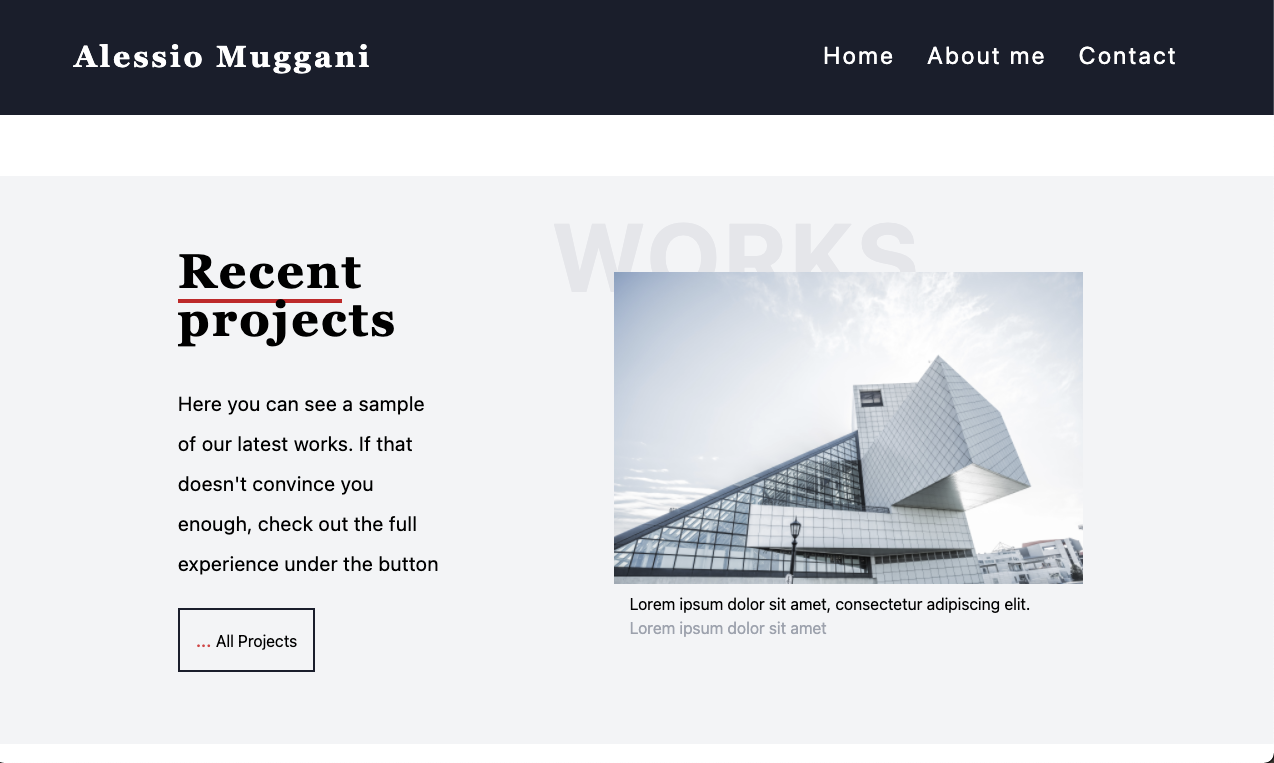 Alessio Muggani
Home About me Contact
WORKS
Recent
projects
Here you can see a sample
of our latest works. If that
doesn't convince you
enough, check out the full
experience under the button
... All Projects
Lorem ipsum dolor sit amet, consectetur adipiscing elit.
Lorem ipsum dolor sit amet